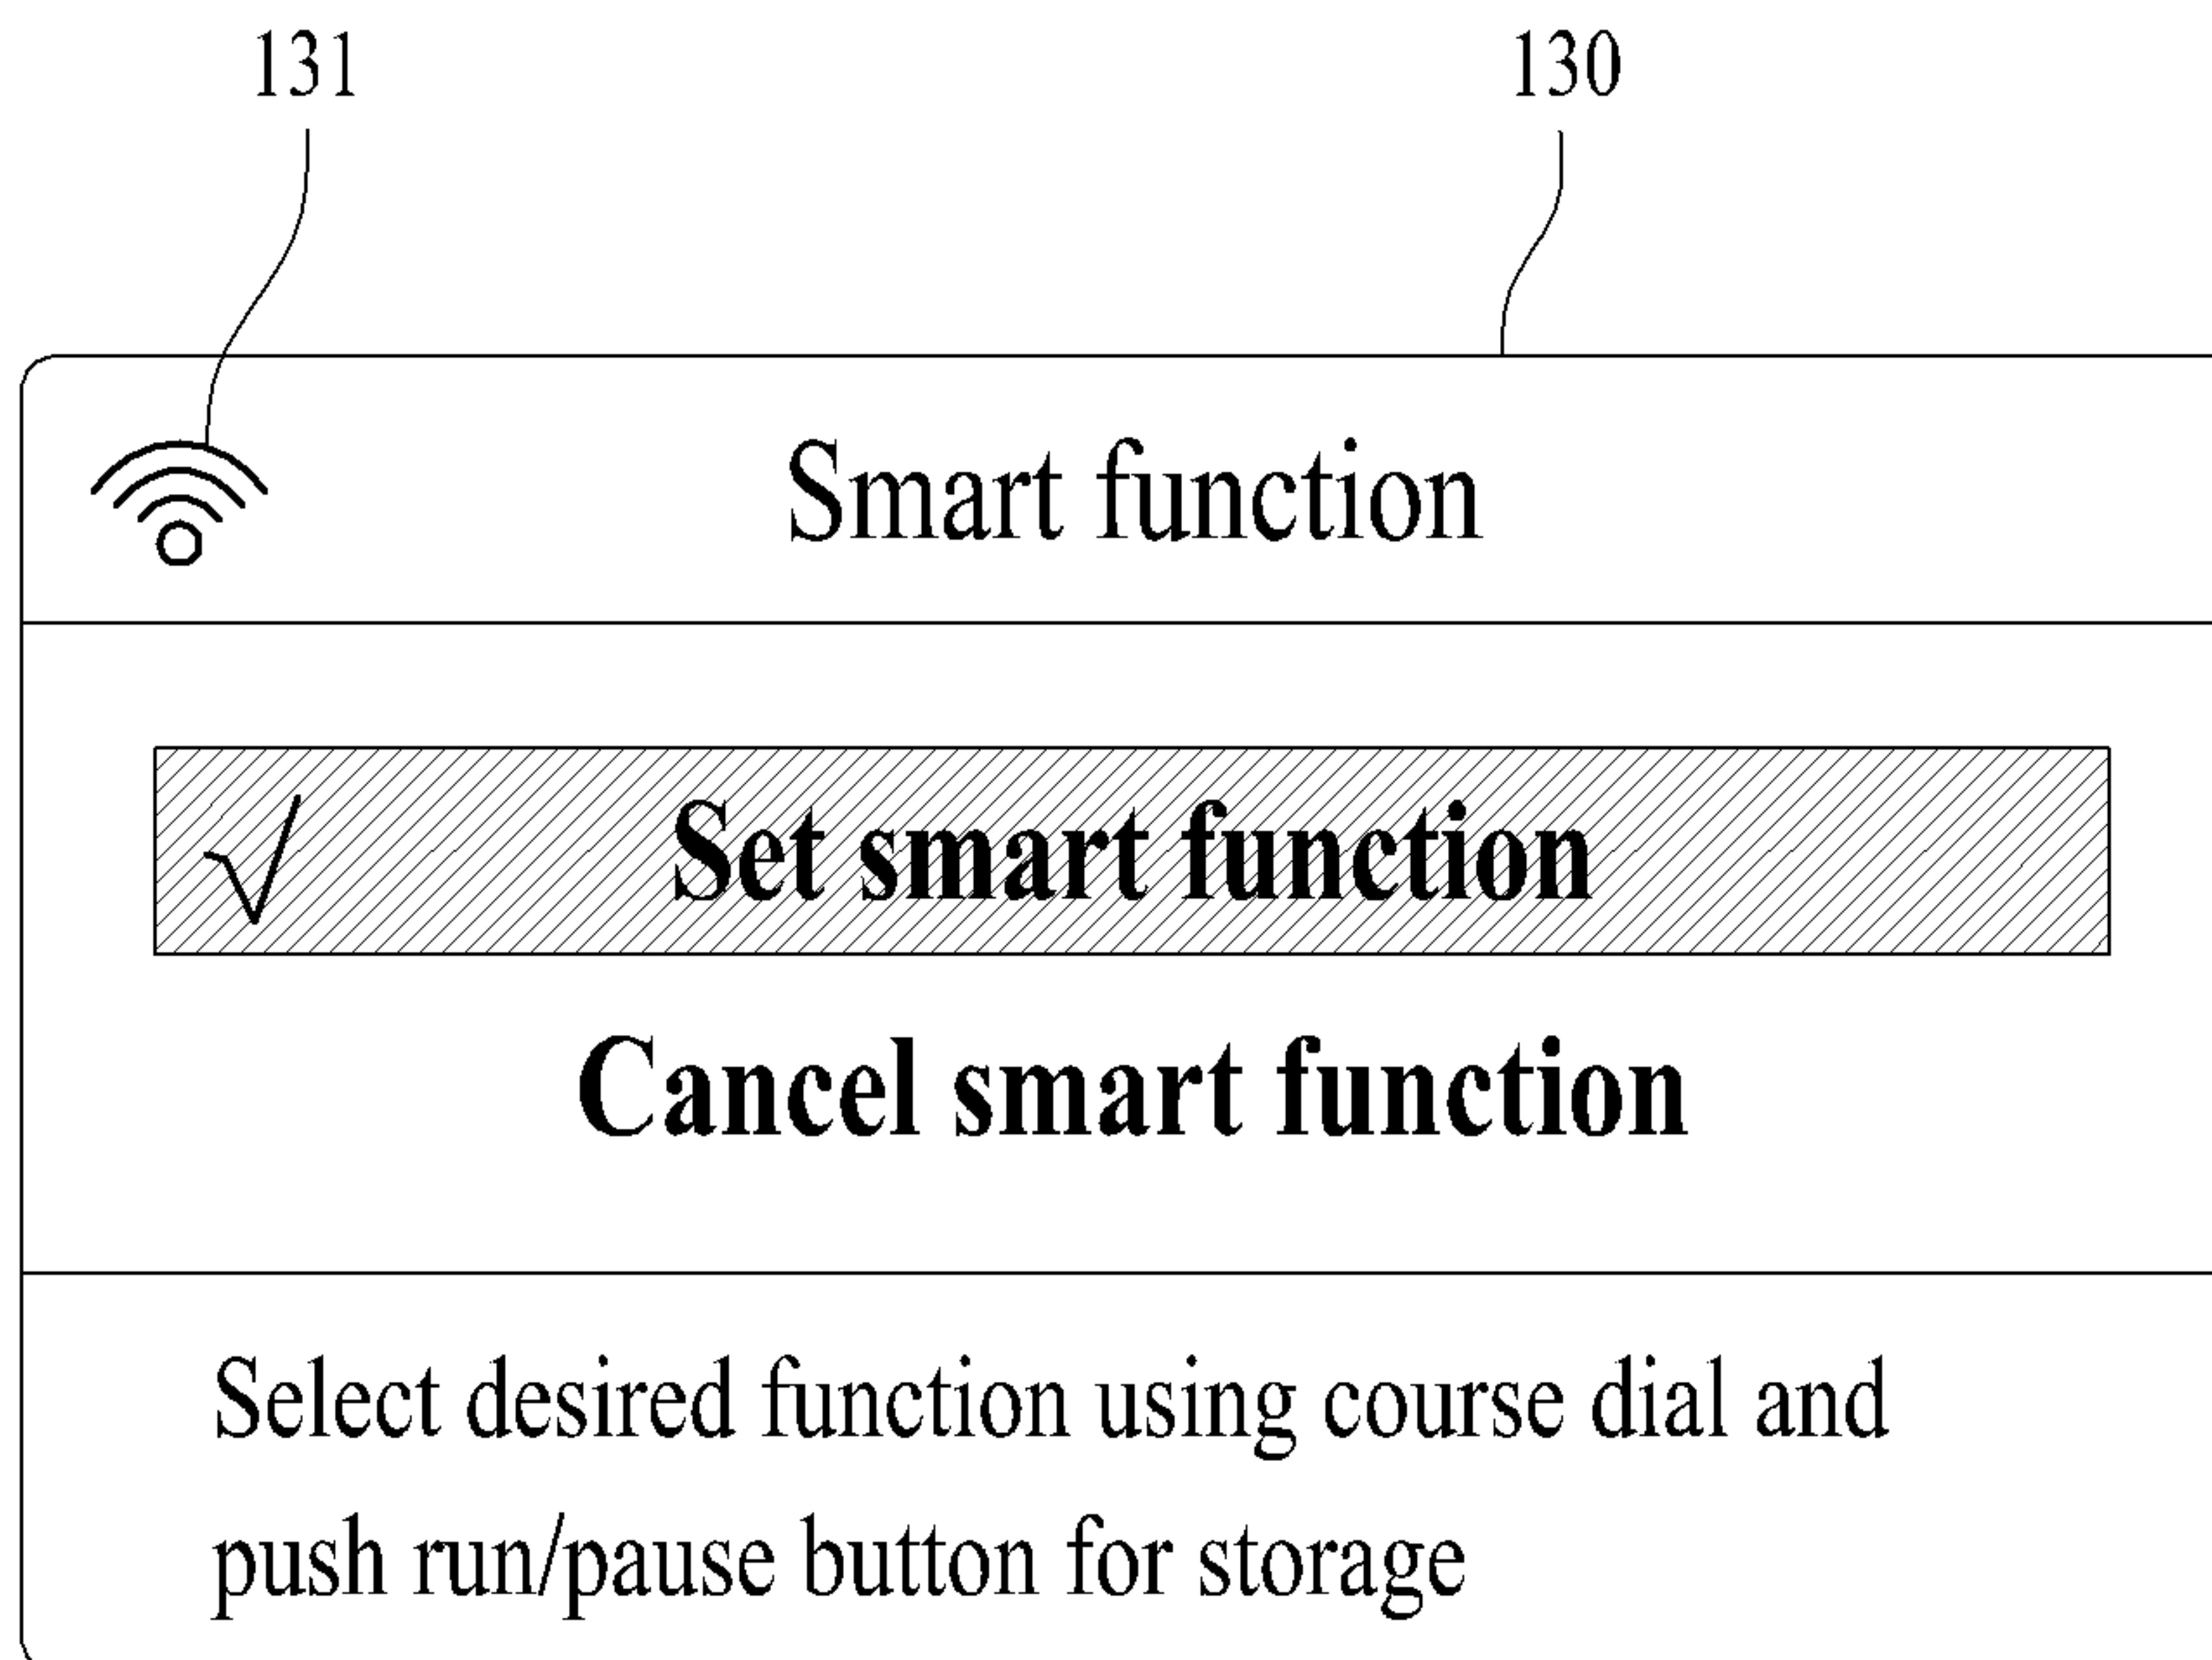 131 130
Smart function
Set smart function
Cancel smart function
Select desired function using course dial and
push run/pause button for storage